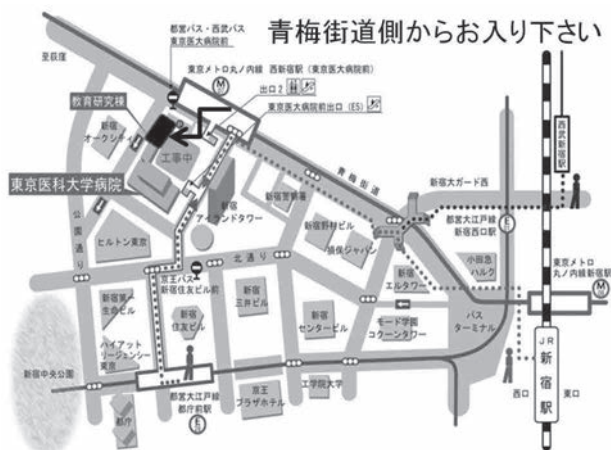 青梅街道側からお入り下さい
都営バス・西武バス
東京医大病院前
至荻窪
東京メトロ丸ノ内線 西新宿駅（東京医大病院前）
M
出口2
東京医大病院前出口（E5）
教育研究棟
新宿
オークシティ
工事中
東京医科大学病院
青梅街道
西武新宿駅
新宿大ガード西
新宿警察署
新宿
アイランドタワー
新宿野村ビル
損保ジャパン
都営大江戸線
新宿西口駅
E
公園通り
ヒルトン東京
北通り
小田急
ハルク
東京メトロ
丸ノ内線新宿駅
M
京王バス
新宿住友ビル前
新宿
エルタワー
新宿第一
生命ビル
新宿
住友ビル
新宿
三井ビル
新宿
センタービル
モード学園
コクーンタワー
バス
ターミナル
ハイアット
リージェンシー
東京
JR新宿駅
新宿中央公園
西口
東口
都営大江戸線
都庁前駅
E
京王
プラザホテル
工学院大学
都庁